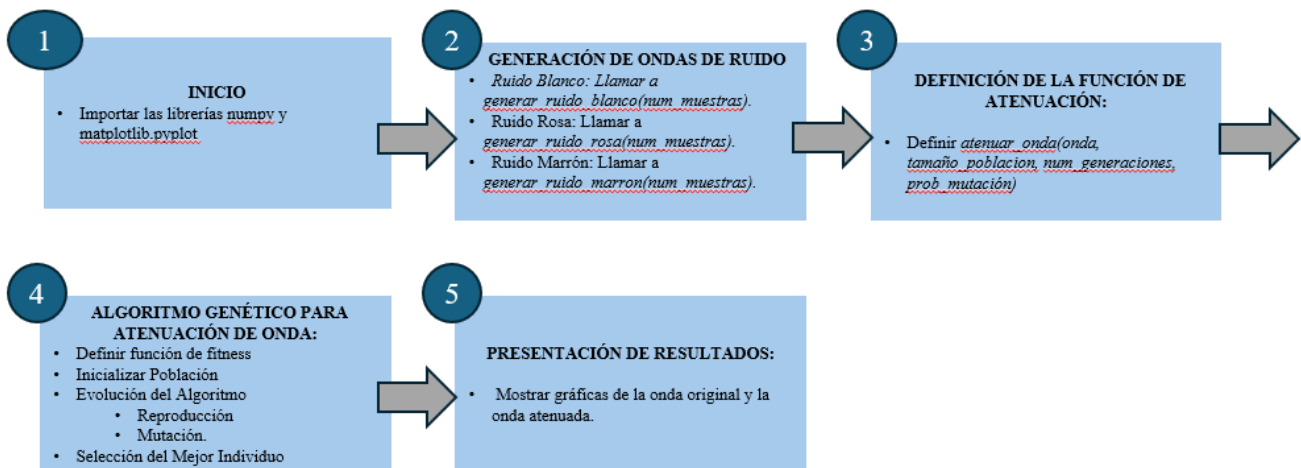 1
INICIO
• Importar las librerías numpy y
matplotlib.pyplot
2
GENERACIÓN DE ONDAS DE RUIDO
• Ruido Blanco: Llamar a
generar_ruido_blanco(num_muestras).
• Ruido Rosa: Llamar a
generar_ruido_rosa(num_muestras).
• Ruido Marrón: Llamar a
generar_ruido_marron(num_muestras).
3
DEFINICIÓN DE LA FUNCIÓN DE
ATENUACIÓN:
• Definir atenuar_onda(onda,
tamaño_poblacion, num_generaciones,
prob_mutación)
4
ALGORITMO GENÉTICO PARA
ATENUACIÓN DE ONDA:
• Definir función de fitness
• Inicializar Población
• Evolución del Algoritmo
• Reproducción
• Mutación.
• Selección del Mejor Individuo
5
PRESENTACIÓN DE RESULTADOS:
• Mostrar gráficas de la onda original y la
onda atenuada.